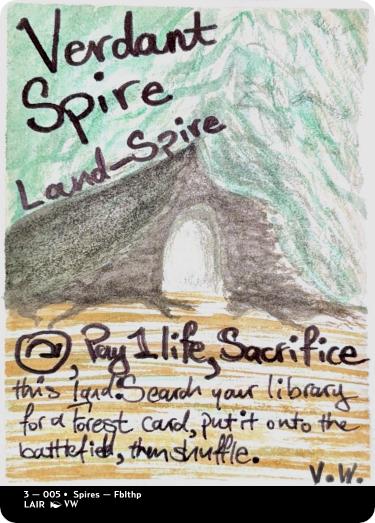 Verdant
Spire
Land-Spire
, Pay 1 life, Sacrifice
this land: Search your library
for a Forest card, put it onto the
battlefield, then shuffle.
V.W.
3 — 005 • Spires — Fblthp
LAIR VW